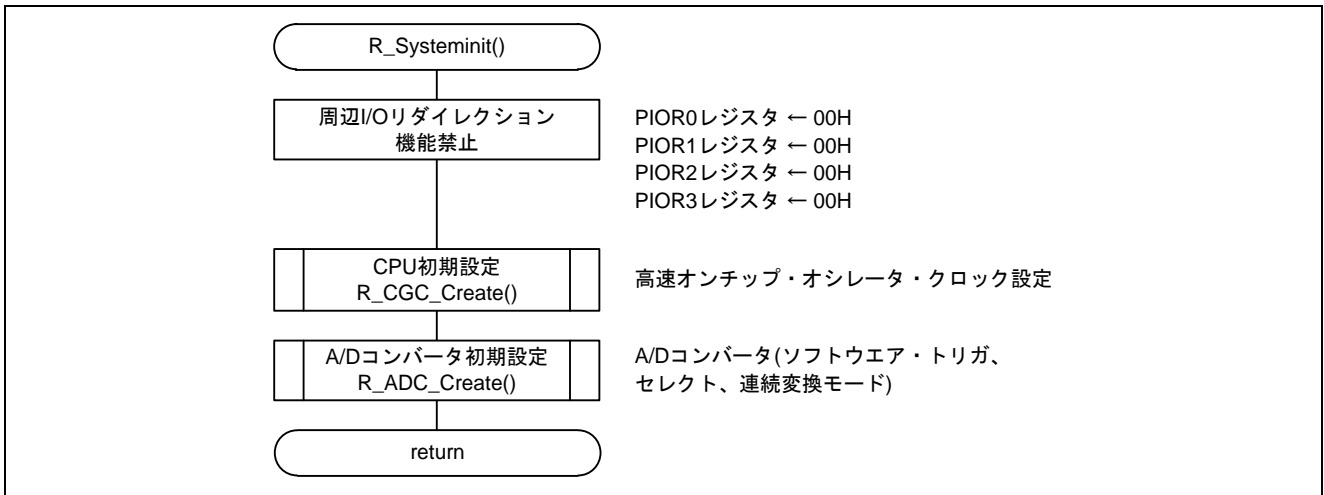 R_Systeminit()
周辺I/Oリダイレクション
機能禁止
PIOR0レジスタ ← 00H
PIOR1レジスタ ← 00H
PIOR2レジスタ ← 00H
PIOR3レジスタ ← 00H
CPU初期設定
R_CGC_Create()
高速オンチップ・オシレータ・クロック設定
A/Dコンバータ初期設定
R_ADC_Create()
A/Dコンバータ(ソフトウエア・トリガ、
セレクト、連続変換モード)
return